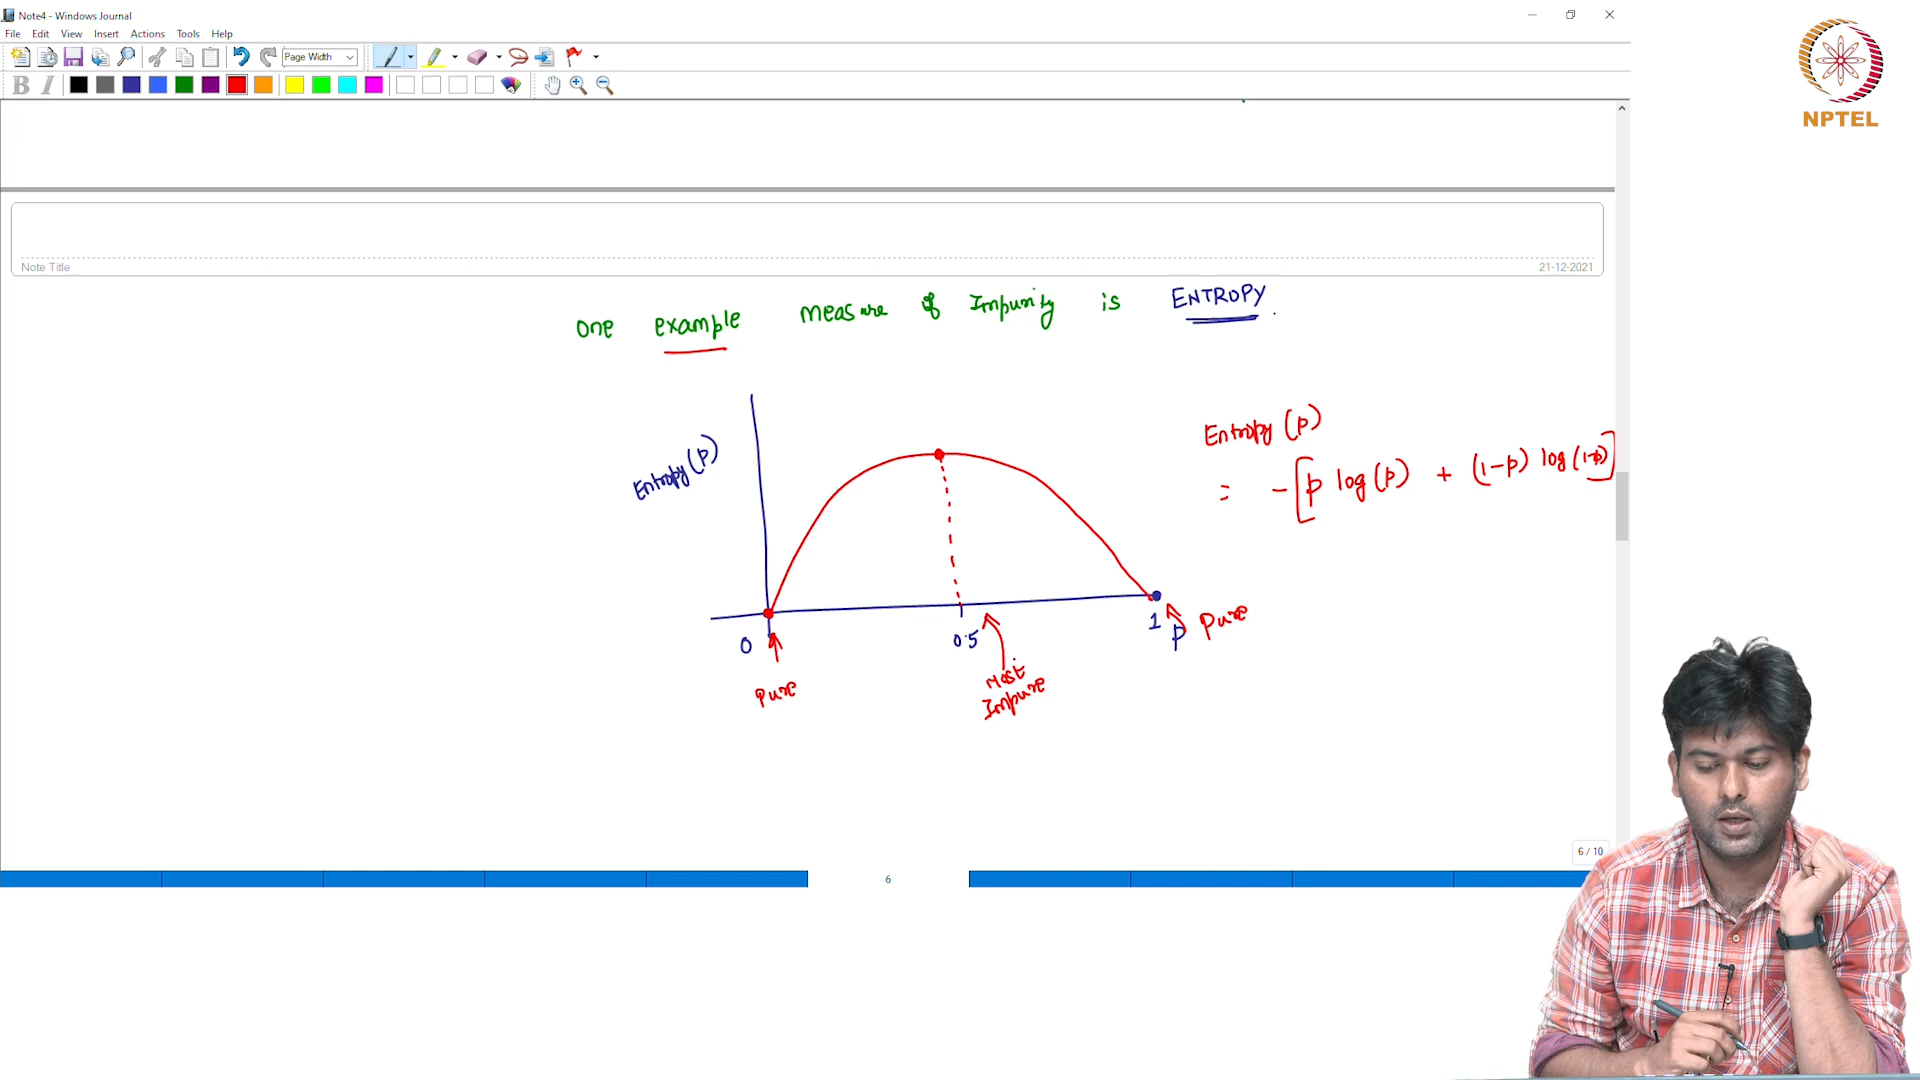 Note4 - Windows Journal
File Edit View Insert Actions Tools Help
Page Width
B I
NPTEL
Note Title
21-12-2021
One example measure of Impurity is ENTROPY.
Entropy (p)
Entropy (p)
= - [p log(p) + (1-p) log(1-p)]
0
0.5
1
p
Pure
Pure
Most
Impure
6 / 10
6